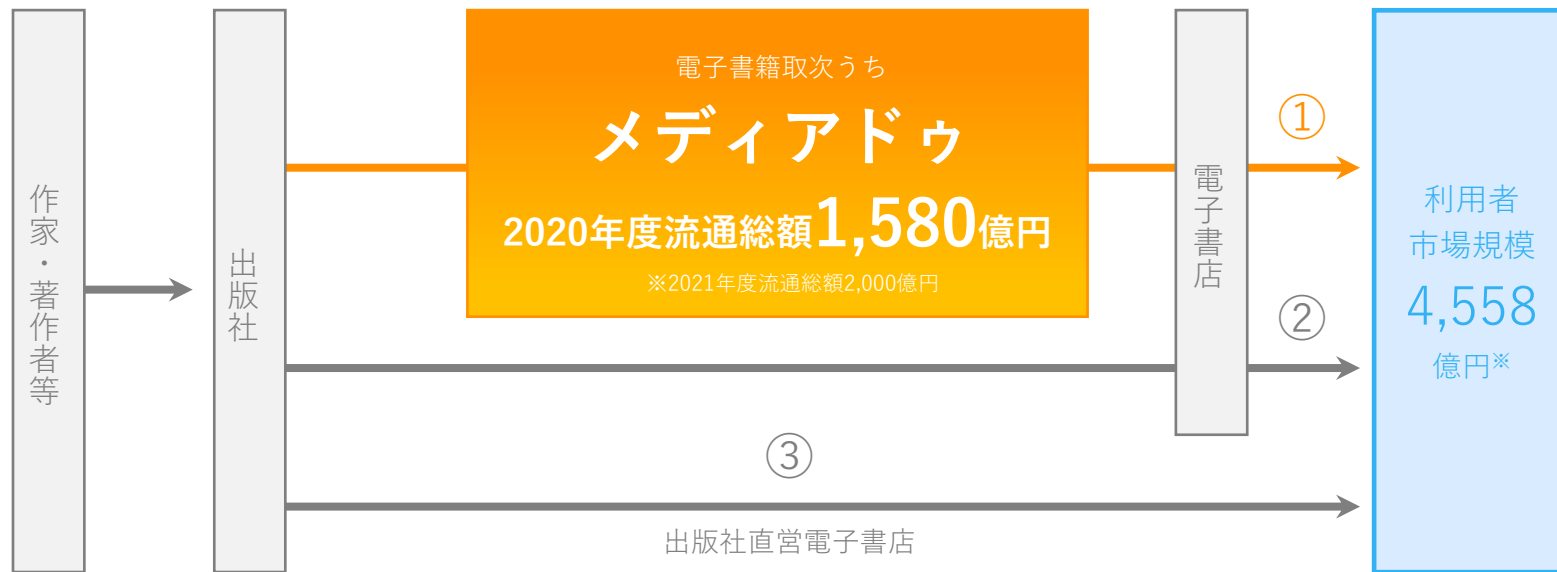 作家・著作者等
出版社
電子書籍取次うち
メディアドゥ
2020年度流通総額1,580億円
※2021年度流通総額2,000億円
電子書店
①
②
③
出版社直営電子書店
利用者
市場規模
4,558
億円※